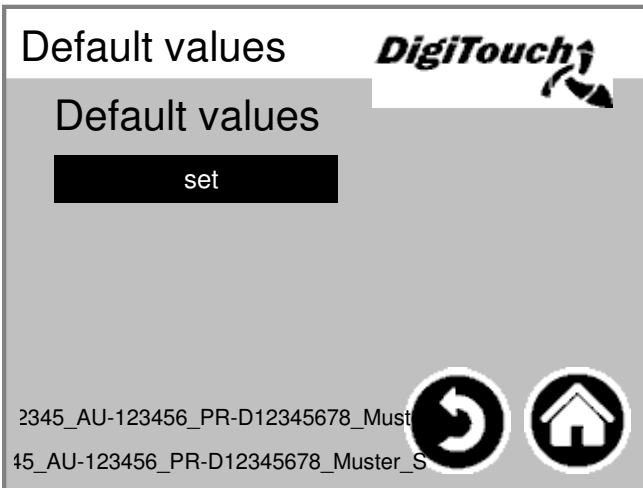 Default values
DigiTouch
Default values
set
2345_AU-123456_PR-D12345678_Must
45_AU-123456_PR-D12345678_Muster_S